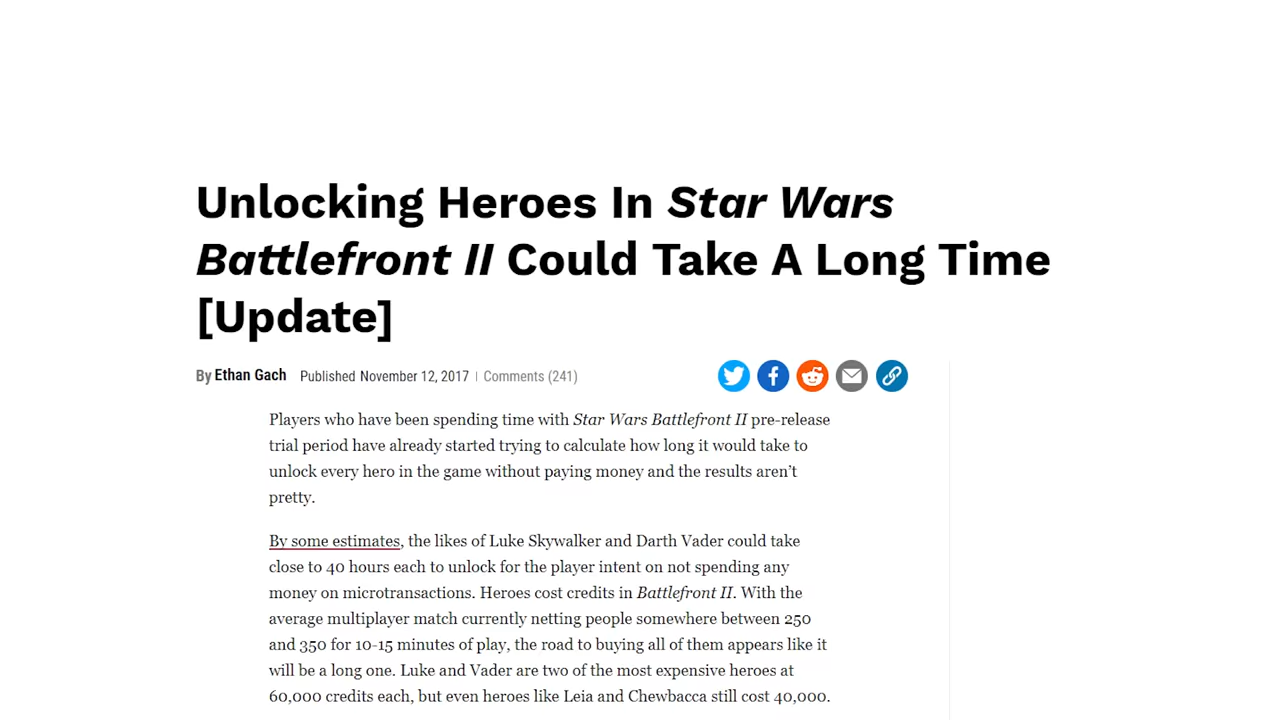 Unlocking Heroes In Star Wars
Battlefront II Could Take A Long Time
[Update]
By Ethan Gach Published November 12, 2017 | Comments (241)
Players who have been spending time with Star Wars Battlefront II pre-release
trial period have already started trying to calculate how long it would take to
unlock every hero in the game without paying money and the results aren't
pretty.
By some estimates, the likes of Luke Skywalker and Darth Vader could take
close to 40 hours each to unlock for the player intent on not spending any
money on microtransactions. Heroes cost credits in Battlefront II. With the
average multiplayer match currently netting people somewhere between 250
and 350 for 10-15 minutes of play, the road to buying all of them appears like it
will be a long one. Luke and Vader are two of the most expensive heroes at
60,000 credits each, but even heroes like Leia and Chewbacca still cost 40,000.